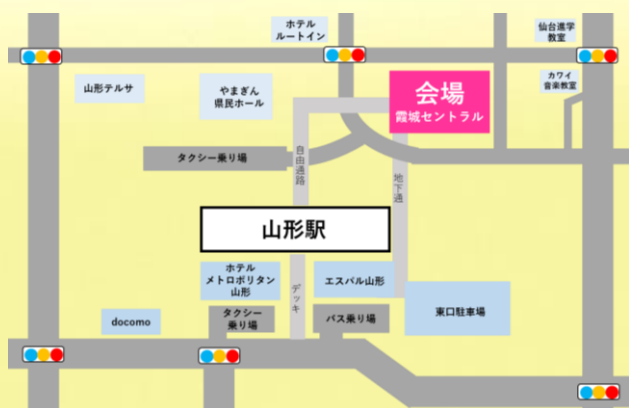 ホテル
ルートイン
仙台進学
教室
山形テルサ
やまぎん
県民ホール
会場
霞城セントラル
カワイ
音楽教室
タクシー乗り場
自由通路
地下通
山形駅
ホテル
メトロポリタン
山形
エスパル山形
デッキ
docomo
タクシー
乗り場
バス乗り場
東口駐車場